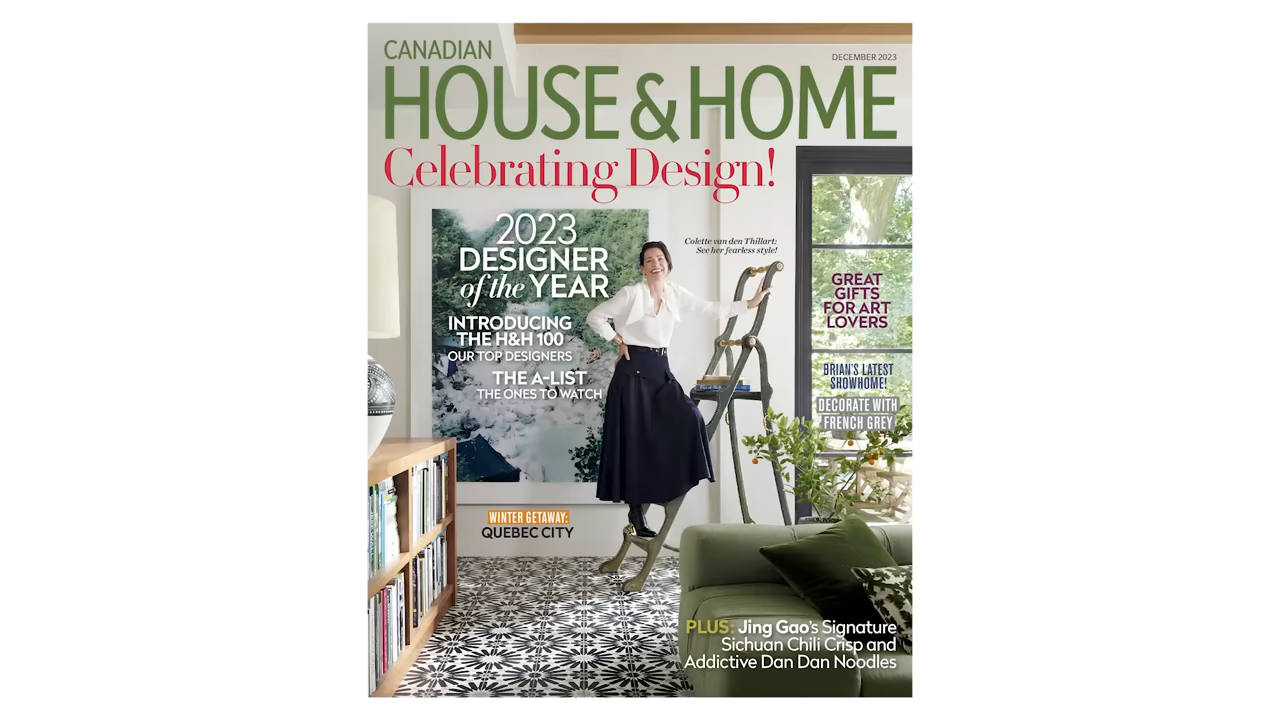 CANADIAN
DECEMBER 2023
HOUSE & HOME
Celebrating Design!
2023
DESIGNER
of the YEAR
INTRODUCING
THE H&H 100
OUR TOP DESIGNERS
THE A-LIST
THE ONES TO WATCH
Colette van den Thillart:
See her fearless style!
GREAT
GIFTS
FOR ART
LOVERS
BRIAN'S LATEST
SHOWHOME!
DECORATE WITH
FRENCH GREY
WINTER GETAWAY:
QUEBEC CITY
PLUS: Jing Gao's Signature
Sichuan Chili Crisp and
Addictive Dan Dan Noodles